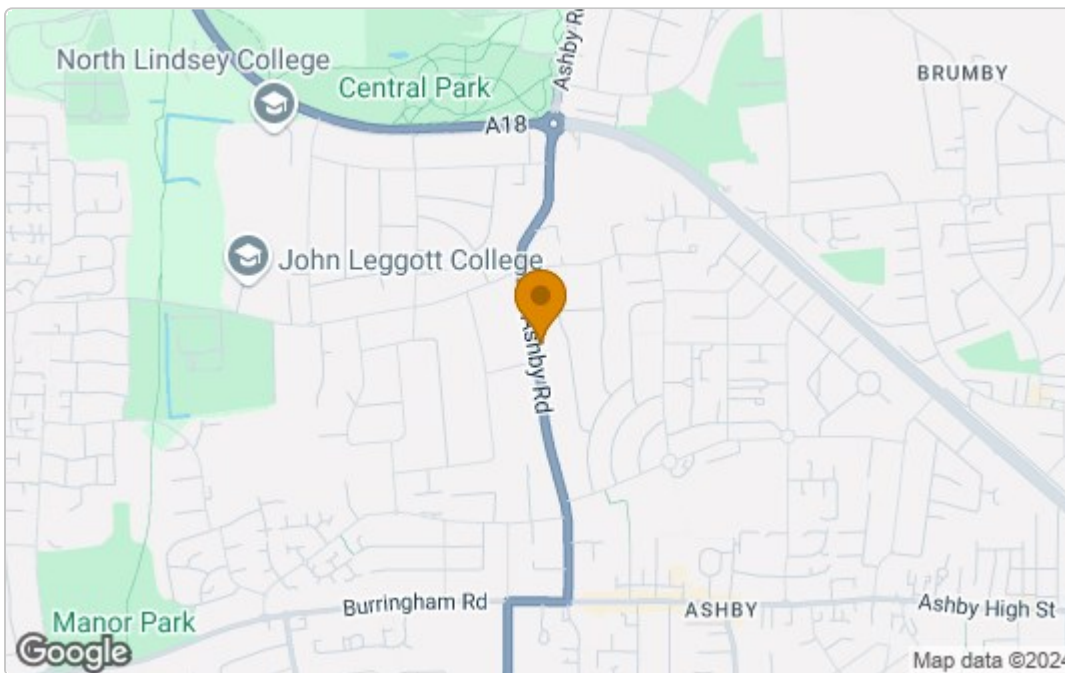 North Lindsey College
Central Park
A18
Ashby Rd
BRUMBY
John Leggott College
Ashby Rd
Burringham Rd
ASHBY
Ashby High St
Manor Park
Google
Map data ©2024